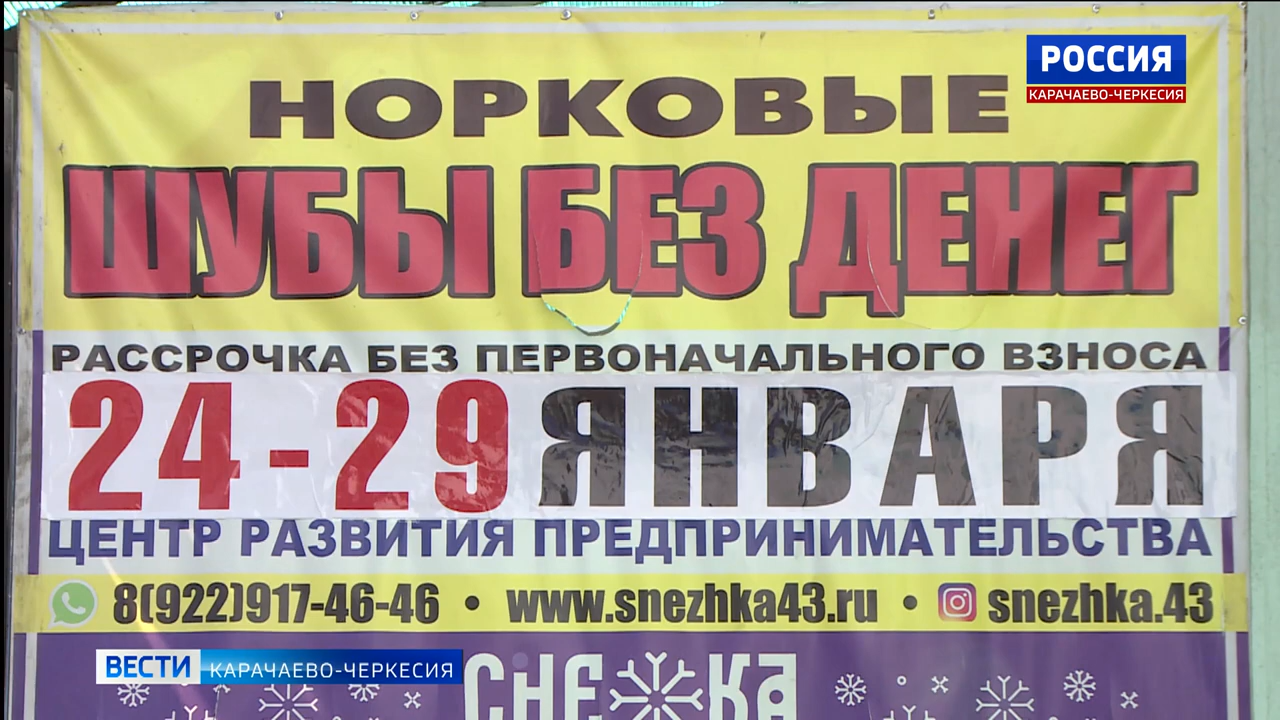 РОССИЯ
КАРАЧАЕВО-ЧЕРКЕСИЯ
НОРКОВЫЕ
ШУБЫ БЕЗ ДЕНЕГ
РАССРОЧКА БЕЗ ПЕРВОНАЧАЛЬНОГО ВЗНОСА
24-29 ЯНВАРЯ
ЦЕНТР РАЗВИТИЯ ПРЕДПРИНИМАТЕЛЬСТВА
8(922)917-46-46 • www.snezhka43.ru • snezhka.43
ВЕСТИ КАРАЧАЕВО-ЧЕРКЕСИЯ